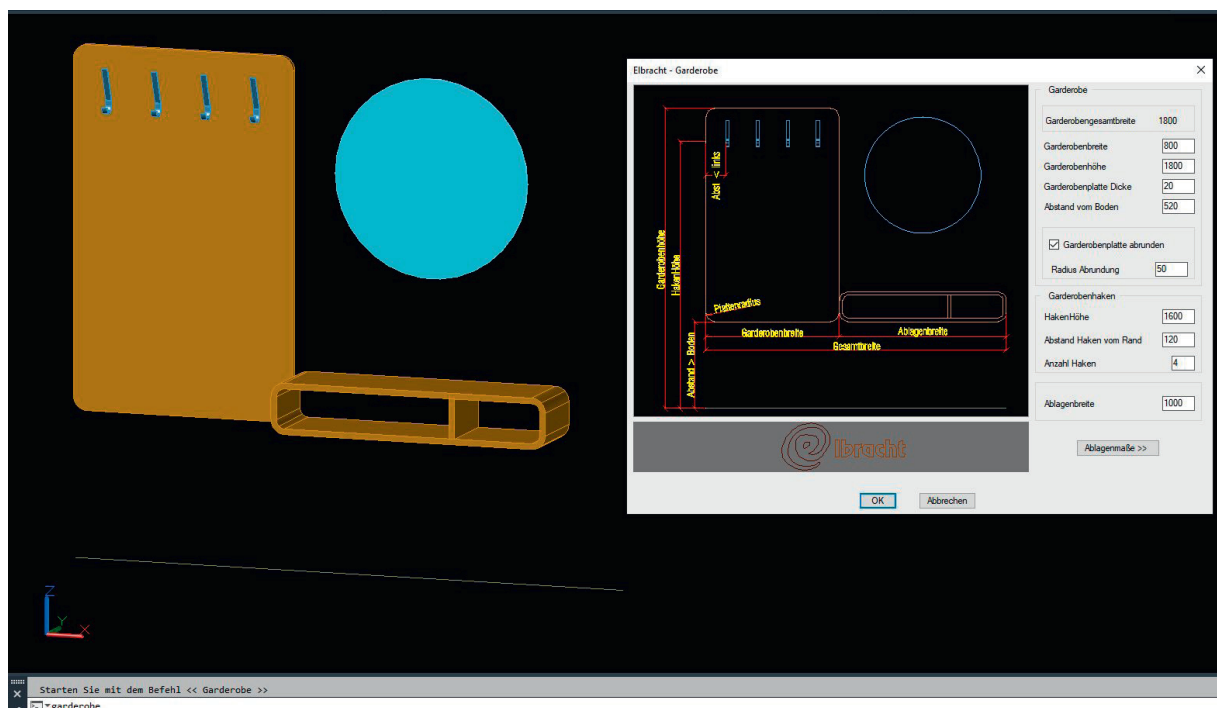 Elbracht - Garderobe
Garderobe
Garderobengesamtbreite 1800
Garderobenbreite 800
Garderobenhöhe 1800
Garderobenplatte Dicke 20
Abstand vom Boden 520
Garderobenplatte abrunden
Radius Abrundung 50
Garderobenhaken
HakenHöhe 1600
Abstand Haken vom Rand 120
Anzahl Haken 4
Ablagenbreite 1000
Ablagenmaße >>
Abst < links
Garderobenhöhe
HakenHöhe
Plattenradius
Garderobenbreite
Ablagenbreite
Gesamtbreite
Abstand > Boden
elbracht
OK
Abbrechen
Z
Y
X
Starten Sie mit dem Befehl << Garderobe >>
garderobe